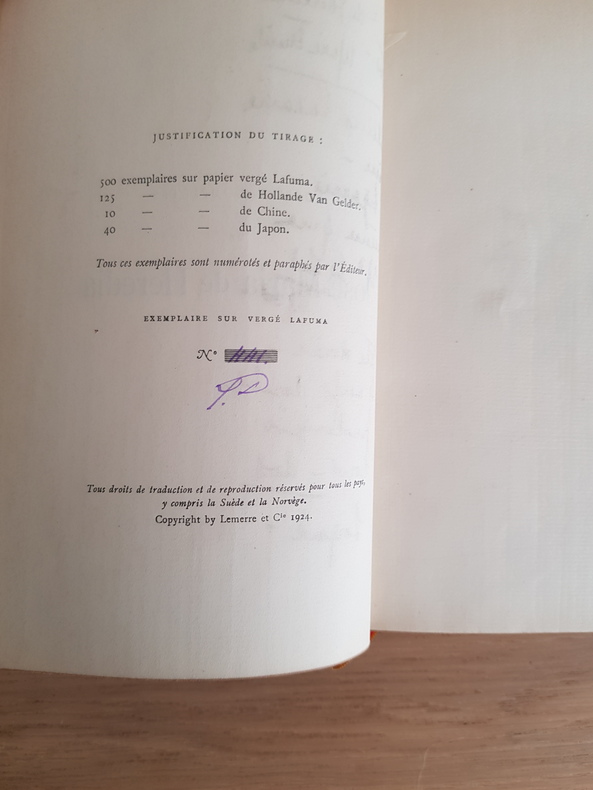 JUSTIFICATION DU TIRAGE :
500 exemplaires sur papier vergé Lafuma.
125 — — de Hollande Van Gelder.
10 — — de Chine.
40 — — du Japon.
Tous ces exemplaires sont numérotés et paraphés par l'Éditeur.
EXEMPLAIRE SUR VERGÉ LAFUMA
N°
Tous droits de traduction et de reproduction réservés pour tous les pays,
y compris la Suède et la Norvège.
Copyright by Lemerre et Cie 1924.